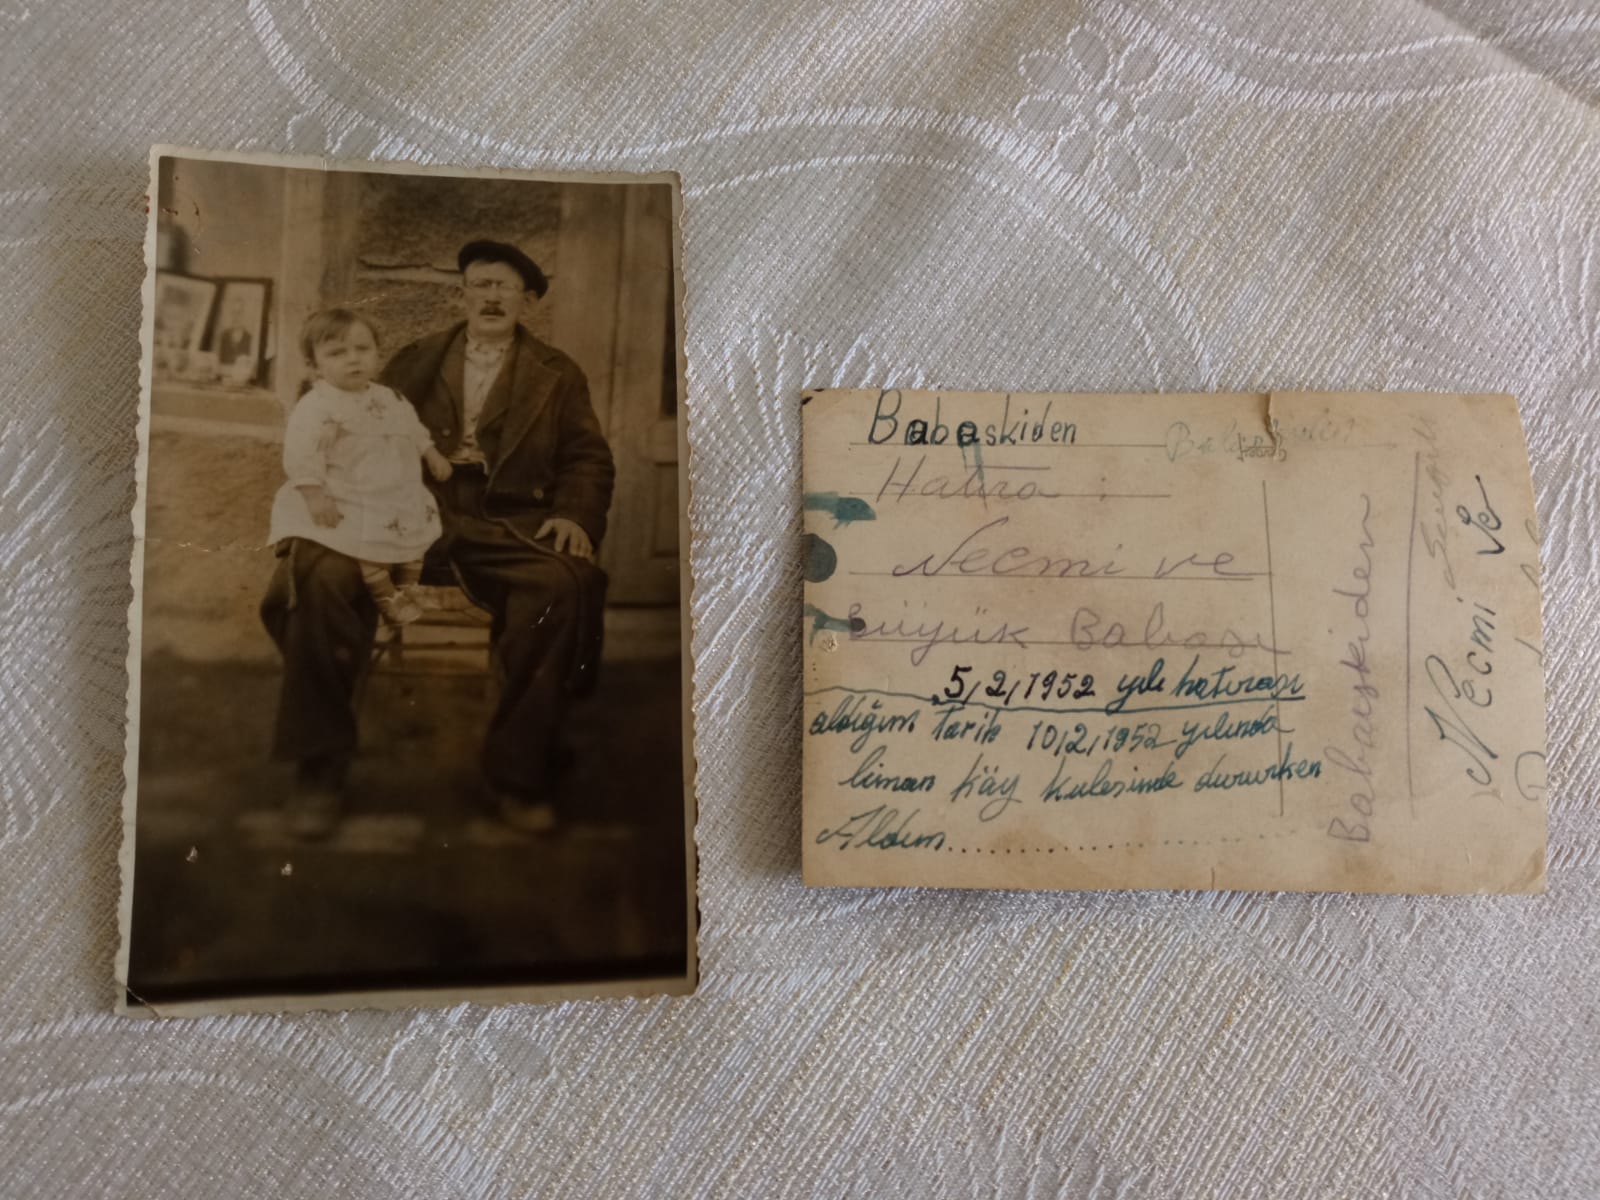 Babaskiden
Hatıra :
Necmi ve
Büyük Babası
5/2/1952 yılı hatırası
aldığım tarih 10/2/1952 yılında
liman köy kulesinde dururken
Aldım..................
Babaeskiden
Necmi ve